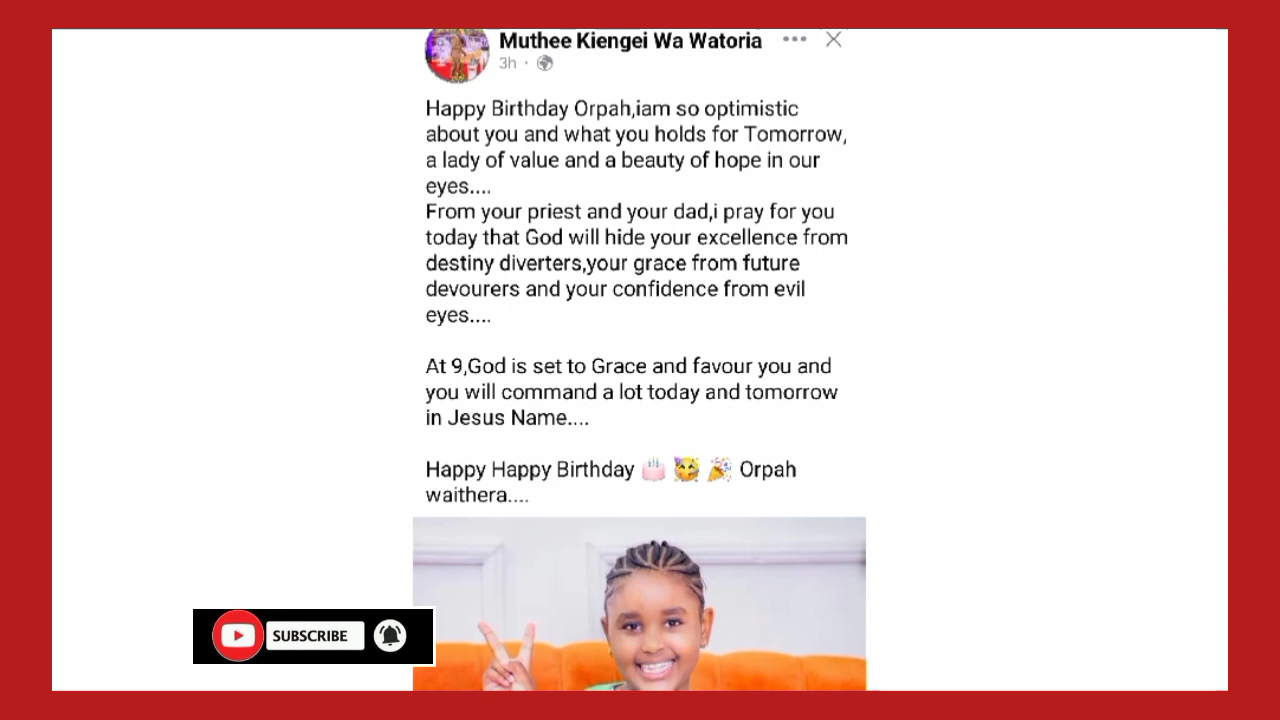 Muthee Kiengei Wa Watoria
3h ·
Happy Birthday Orpah,iam so optimistic
about you and what you holds for Tomorrow,
a lady of value and a beauty of hope in our
eyes....
From your priest and your dad,i pray for you
today that God will hide your excellence from
destiny diverters,your grace from future
devourers and your confidence from evil
eyes....
At 9,God is set to Grace and favour you and
you will command a lot today and tomorrow
in Jesus Name....
Happy Happy Birthday 🎂 🥳 🎉 Orpah
waithera....
SUBSCRIBE